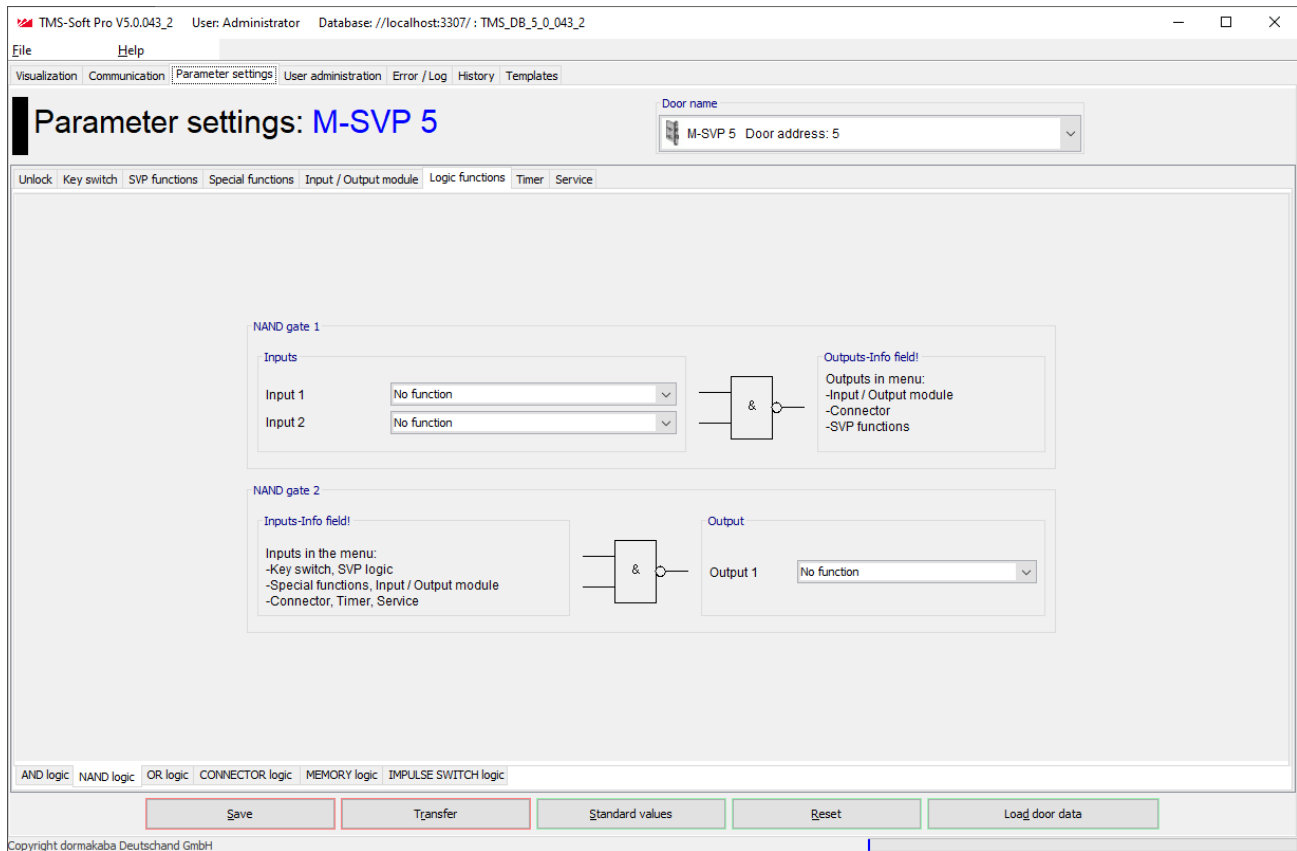 TMS-Soft Pro V5.0.043_2 User: Administrator Database: //localhost:3307/ : TMS_DB_5_0_043_2
File Help
Visualization Communication Parameter settings User administration Error / Log History Templates
Parameter settings: M-SVP 5
Door name
M-SVP 5 Door address: 5
Unlock Key switch SVP functions Special functions Input / Output module Logic functions Timer Service
NAND gate 1
Inputs
Input 1 No function
Input 2 No function
&
Outputs-Info field!
Outputs in menu:
-Input / Output module
-Connector
-SVP functions
NAND gate 2
Inputs-Info field!
Inputs in the menu:
-Key switch, SVP logic
-Special functions, Input / Output module
-Connector, Timer, Service
&
Output
Output 1 No function
AND logic NAND logic OR logic CONNECTOR logic MEMORY logic IMPULSE SWITCH logic
Save Transfer Standard values Reset Load door data
Copyright dormakaba Deutschand GmbH